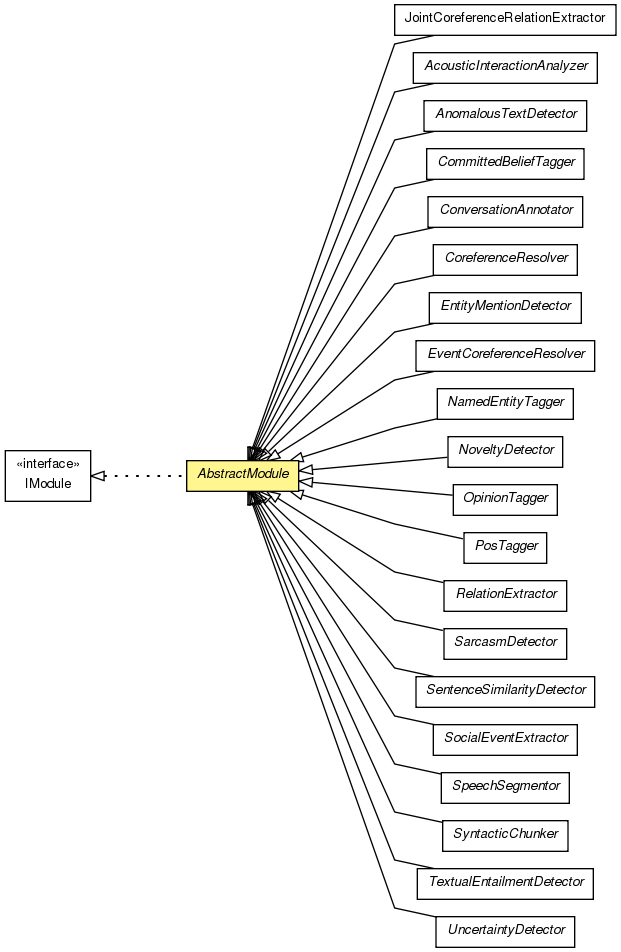 JointCoreferenceRelationExtractor
AcousticInteractionAnalyzer
AnomalousTextDetector
CommittedBeliefTagger
ConversationAnnotator
CoreferenceResolver
EntityMentionDetector
EventCoreferenceResolver
NamedEntityTagger
NoveltyDetector
«interface»
IModule
AbstractModule
OpinionTagger
PosTagger
RelationExtractor
SarcasmDetector
SentenceSimilarityDetector
SocialEventExtractor
SpeechSegmentor
SyntacticChunker
TextualEntailmentDetector
UncertaintyDetector